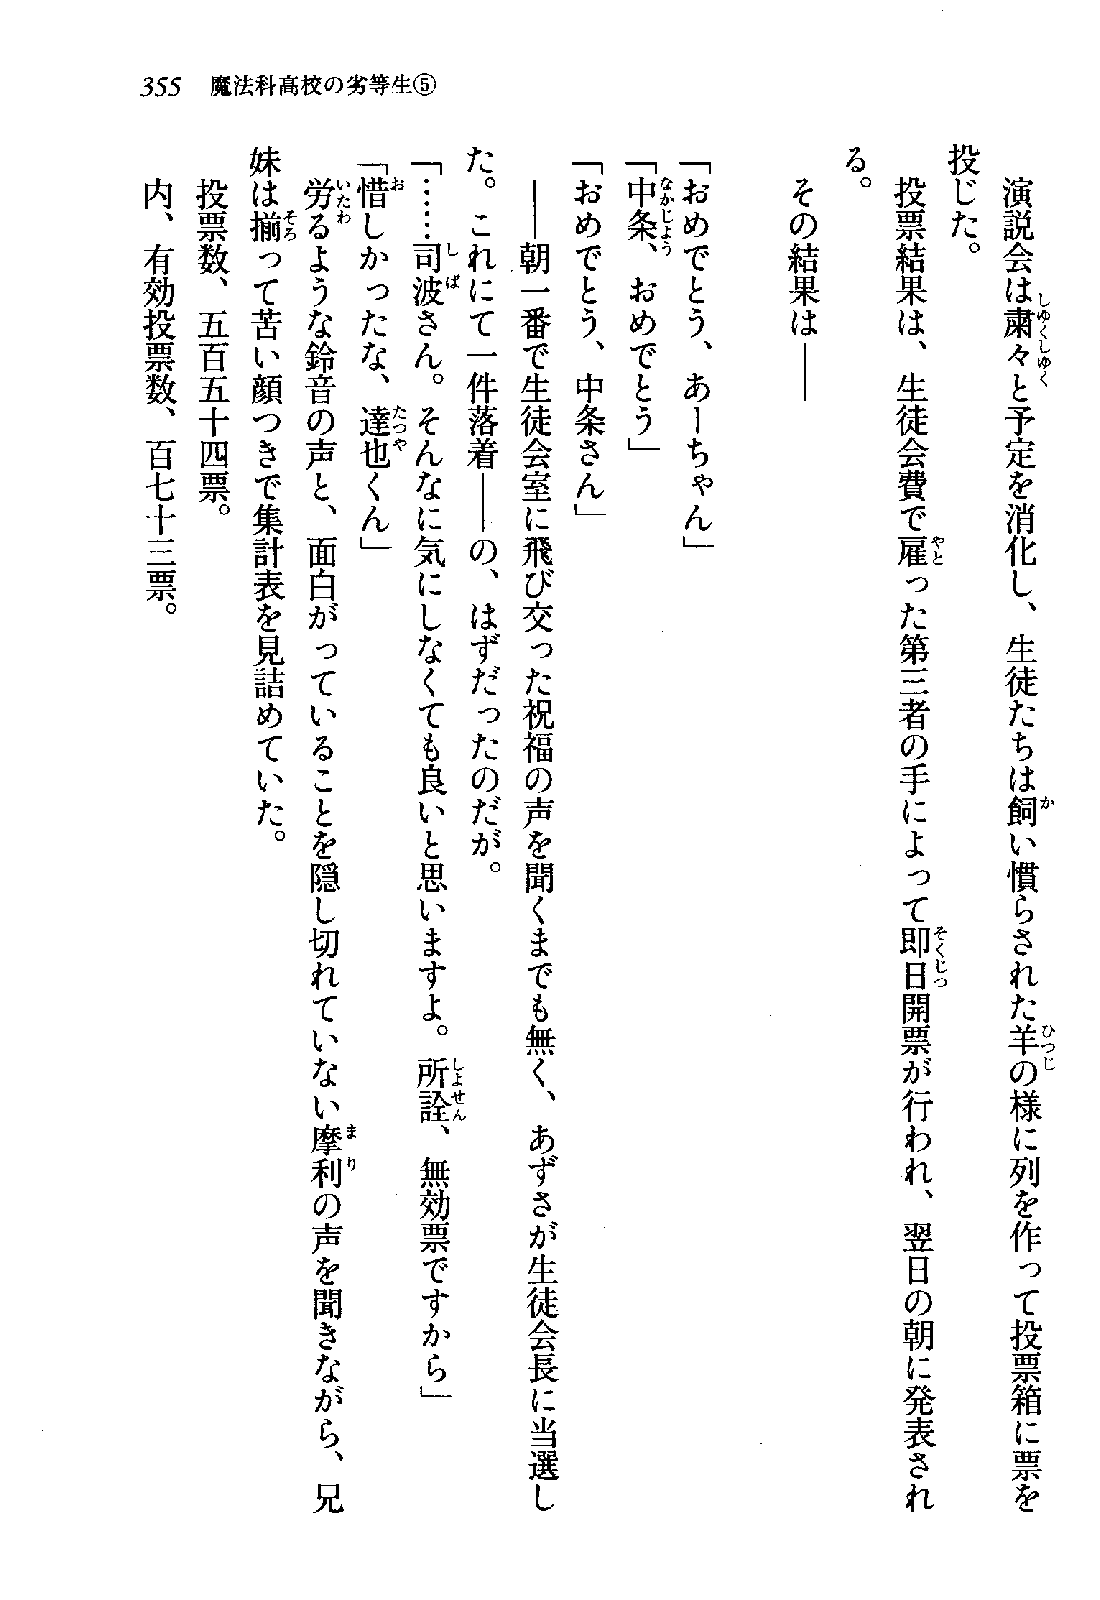 355　魔法科高校の劣等生⑤
　演説会は粛々と予定を消化し、生徒たちは飼い慣らされた羊の様に列を作って投票箱に票を
投じた。
　投票結果は、生徒会費で雇った第三者の手によって即日開票が行われ、翌日の朝に発表され
る。
　その結果は――
「おめでとう、あーちゃん」
「中条、おめでとう」
「おめでとう、中条さん」
　――朝一番で生徒会室に飛び交った祝福の声を聞くまでも無く、あずさが生徒会長に当選し
た。これにて一件落着――の、はずだったのだが。
「……司波さん。そんなに気にしなくても良いと思いますよ。所詮、無効票ですから」
「惜しかったな、達也くん」
　労るような鈴音の声と、面白がっていることを隠し切れていない摩利の声を聞きながら、兄
妹は揃って苦い顔つきで集計表を見詰めていた。
　投票数、五百五十四票。
　内、有効投票数、百七十三票。